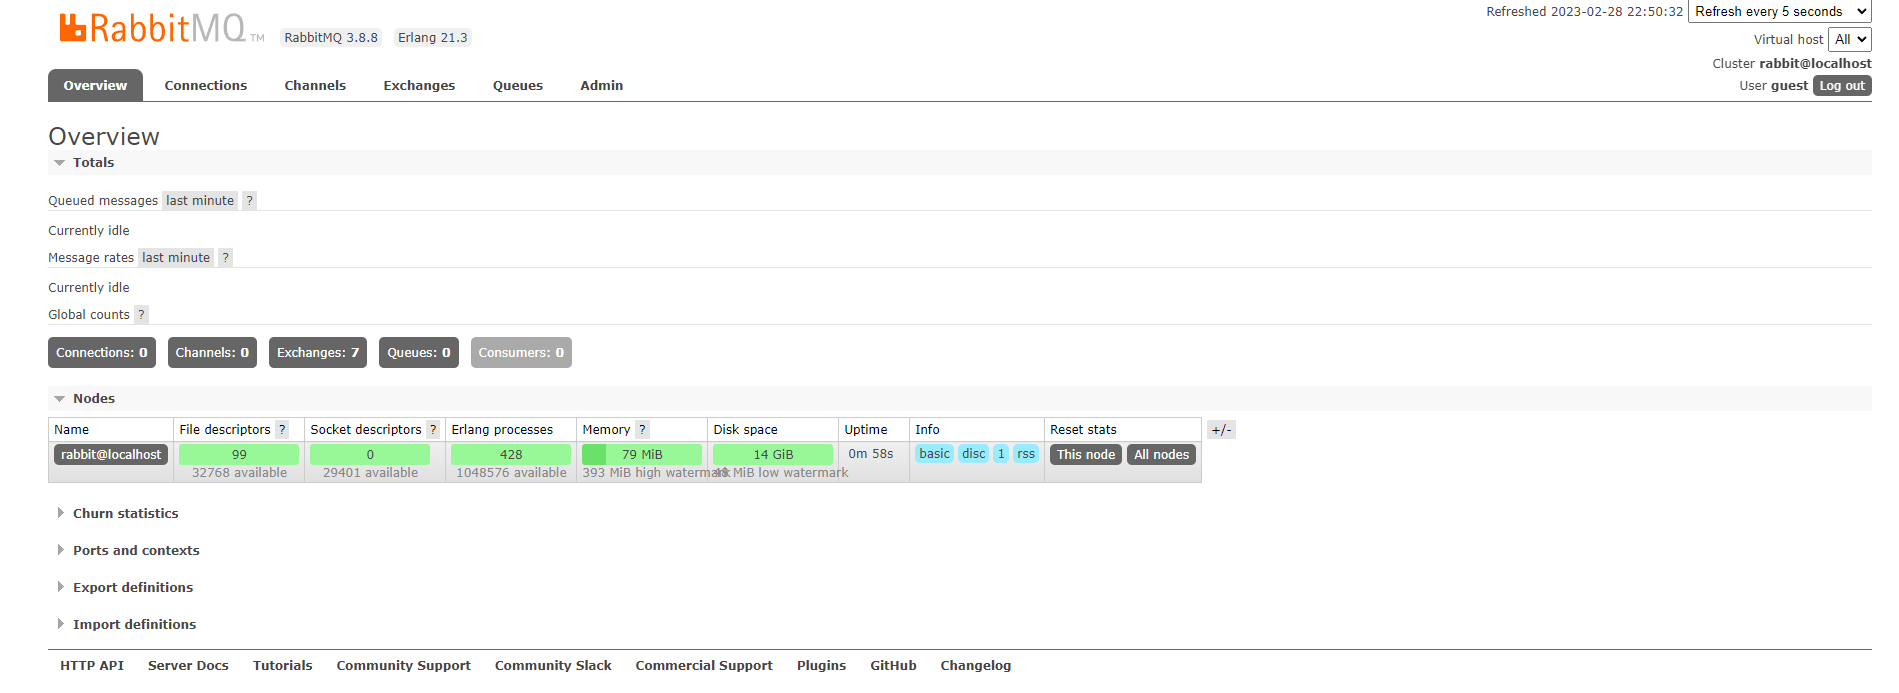 RabbitMQ TM RabbitMQ 3.8.8 Erlang 21.3
Refreshed 2023-02-28 22:50:32 Refresh every 5 seconds
Virtual host All
Cluster rabbit@localhost
User guest Log out
Overview Connections Channels Exchanges Queues Admin
Overview
Totals
Queued messages last minute ?
Currently idle
Message rates last minute ?
Currently idle
Global counts ?
Connections: 0 Channels: 0 Exchanges: 7 Queues: 0 Consumers: 0
Nodes
Name File descriptors ? Socket descriptors ? Erlang processes Memory ? Disk space Uptime Info Reset stats +/-
rabbit@localhost 99 0 428 79 MiB 14 GiB 0m 58s basic disc 1 rss This node All nodes
32768 available 29401 available 1048576 available 393 MiB high watermark 48 MiB low watermark
Churn statistics
Ports and contexts
Export definitions
Import definitions
HTTP API Server Docs Tutorials Community Support Community Slack Commercial Support Plugins GitHub Changelog